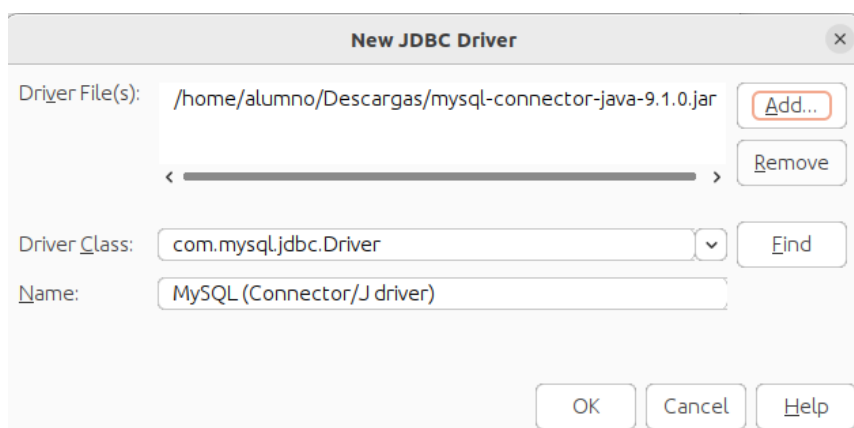 New JDBC Driver
Driver File(s):
/home/alumno/Descargas/mysql-connector-java-9.1.0.jar
Add...
Remove
Driver Class:
com.mysql.jdbc.Driver
Find
Name:
MySQL (Connector/J driver)
OK
Cancel
Help